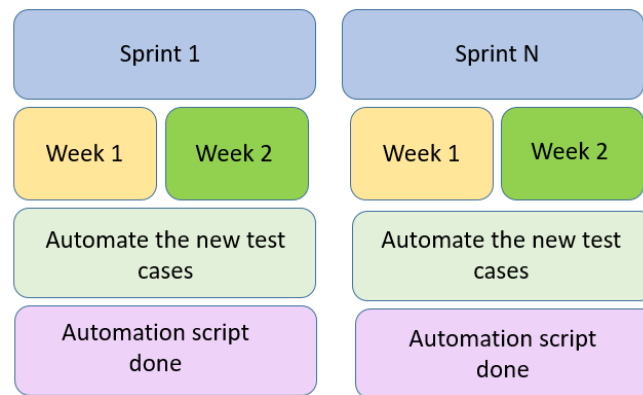 Sprint 1
Sprint N
Week 1
Week 2
Week 1
Week 2
Automate the new test
cases
Automate the new test
cases
Automation script
done
Automation script
done